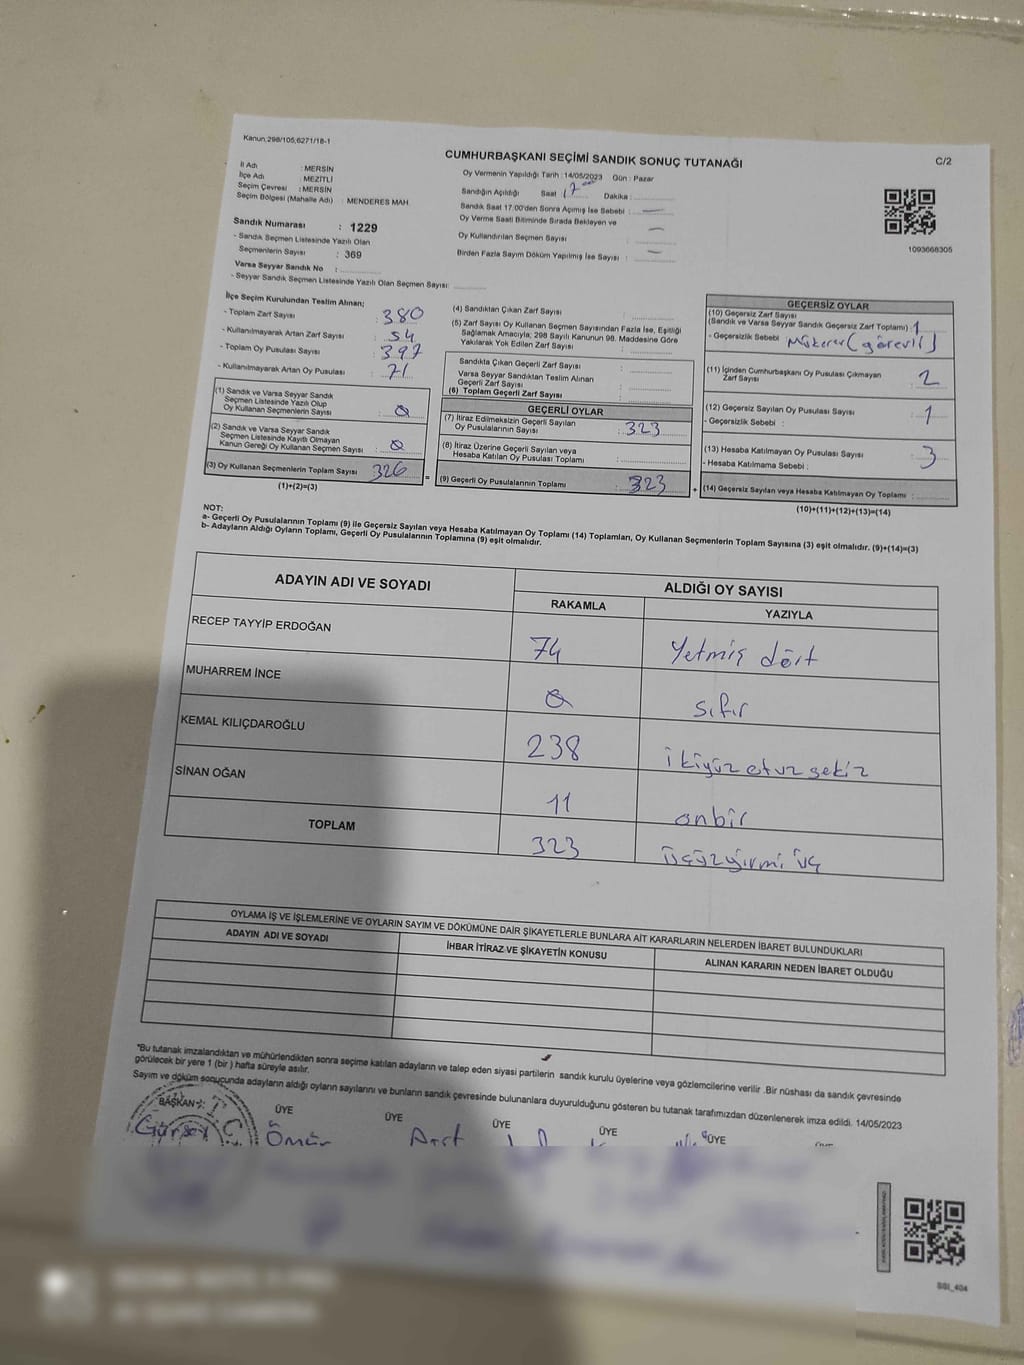 Kanun,298/105,6271/18-1
CUMHURBAŞKANI SEÇİMİ SANDIK SONUÇ TUTANAĞI
C/2
İl Adı : MERSİN
İlçe Adı : MEZİTLİ
Seçim Çevresi : MERSİN
Seçim Bölgesi (Mahalle Adı) : MENDERES MAH.
Oy Vermenin Yapıldığı Tarih : 14/05/2023 Gün : Pazar
Sandığın Açıldığı Saat 17 Dakika :
Sandık Saat 17:00'den Sonra Açımış İse Sebebi : —
Oy Verme Saati Bitiminde Sırada Bekleyen ve
Oy Kullandırılan Seçmen Sayısı —
Birden Fazla Sayım Döküm Yapılmış İse Sayısı : —
1093668305
Sandık Numarası : 1229
- Sandık Seçmen Listesinde Yazılı Olan
Seçmenlerin Sayısı : 369
Varsa Seyyar Sandık No :
- Seyyar Sandık Seçmen Listesinde Yazılı Olan Seçmen Sayısı:
İlçe Seçim Kurulundan Teslim Alınan;
- Toplam Zarf Sayısı : 380
- Kullanılmayarak Artan Zarf Sayısı : 54
- Toplam Oy Pusulası Sayısı : 397
- Kullanılmayarak Artan Oy Pusulası : 71
(1) Sandık ve Varsa Seyyar Sandık
Seçmen Listesinde Yazılı Olup
Oy Kullanan Seçmenlerin Sayısı : 0
(2) Sandık ve Varsa Seyyar Sandık
Seçmen Listesinde Kayıtlı Olmayan
Kanun Gereği Oy Kullanan Seçmen Sayısı : 0
(3) Oy Kullanan Seçmenlerin Toplam Sayısı 326
(1)+(2)=(3)
=
(4) Sandıktan Çıkan Zarf Sayısı :
(5) Zarf Sayısı Oy Kullanan Seçmen Sayısından Fazla İse, Eşitliği
Sağlamak Amacıyla; 298 Sayılı Kanunun 98. Maddesine Göre
Yakılarak Yok Edilen Zarf Sayısı :
Sandıkta Çıkan Geçerli Zarf Sayısı :
Varsa Seyyar Sandıktan Teslim Alınan
Geçerli Zarf Sayısı :
(6) Toplam Geçerli Zarf Sayısı :
GEÇERLİ OYLAR
(7) İtiraz Edilmeksizin Geçerli Sayılan
Oy Pusulalarının Sayısı : 323
(8) İtiraz Üzerine Geçerli Sayılan veya
Hesaba Katılan Oy Pusulası Toplamı :
(9) Geçerli Oy Pusulalarının Toplamı : 323
+
GEÇERSİZ OYLAR
(10) Geçersiz Zarf Sayısı
(Sandık ve Varsa Seyyar Sandık Geçersiz Zarf Toplamı) : 1
- Geçersizlik Sebebi : Mükerrer (görevli)
(11) İçinden Cumhurbaşkanı Oy Pusulası Çıkmayan
Zarf Sayısı : 2
(12) Geçersiz Sayılan Oy Pusulası Sayısı : 1
- Geçersizlik Sebebi :
(13) Hesaba Katılmayan Oy Pusulası Sayısı : 3
- Hesaba Katılmama Sebebi :
(14) Geçersiz Sayılan veya Hesaba Katılmayan Oy Toplamı :
(10)+(11)+(12)+(13)=(14)
NOT:
a- Geçerli Oy Pusulalarının Toplamı (9) ile Geçersiz Sayılan veya Hesaba Katılmayan Oy Toplamı (14) Toplamları, Oy Kullanan Seçmenlerin Toplam Sayısına (3) eşit olmalıdır. (9)+(14)=(3)
b- Adayların Aldığı Oyların Toplamı, Geçerli Oy Pusulalarının Toplamına (9) eşit olmalıdır.
ADAYIN ADI VE SOYADI
ALDIĞI OY SAYISI
RAKAMLA YAZIYLA
RECEP TAYYİP ERDOĞAN 74 Yetmiş dört
MUHARREM İNCE 0 sıfır
KEMAL KILIÇDAROĞLU 238 ikiyüz otuz sekiz
SİNAN OĞAN 11 onbir
TOPLAM 323 üçyüzyirmi üç
OYLAMA İŞ VE İŞLEMLERİNE VE OYLARIN SAYIM VE DÖKÜMÜNE DAİR ŞİKAYETLERLE BUNLARA AİT KARARLARIN NELERDEN İBARET BULUNDUKLARI
ADAYIN ADI VE SOYADI
İHBAR İTİRAZ VE ŞİKAYETİN KONUSU
ALINAN KARARIN NEDEN İBARET OLDUĞU
*Bu tutanak imzalandıktan ve mühürlendikten sonra seçime katılan adayların ve talep eden siyasi partilerin sandık kurulu üyelerine veya gözlemcilerine verilir .Bir nüshası da sandık çevresinde
görülecek bir yere 1 (bir ) hafta süreyle asılır.
Sayım ve döküm sonucunda adayların aldığı oyların sayılarını ve bunların sandık çevresinde bulunanlara duyurulduğunu gösteren bu tutanak tarafımızdan düzenlenerek imza edildi. 14/05/2023
BAŞKAN ÜYE ÜYE ÜYE ÜYE ÜYE
T.C.
SSI_404